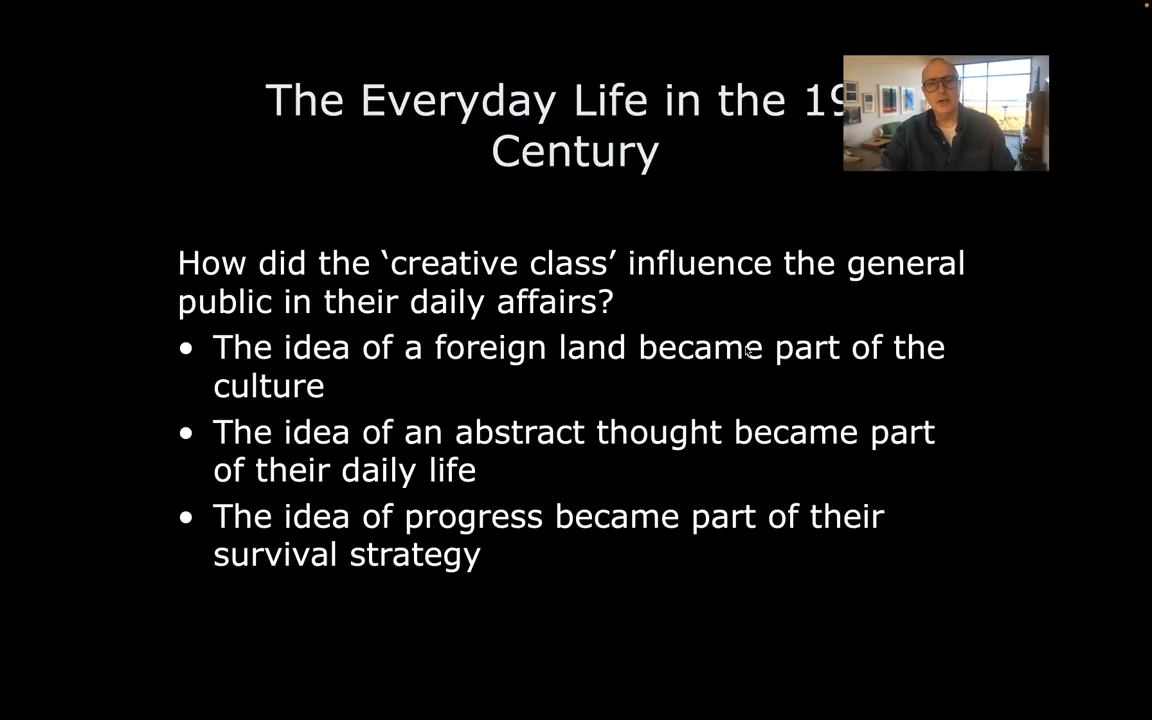 The Everyday Life in the 19
Century
How did the ‘creative class’ influence the general
public in their daily affairs?
• The idea of a foreign land became part of the
culture
• The idea of an abstract thought became part
of their daily life
• The idea of progress became part of their
survival strategy